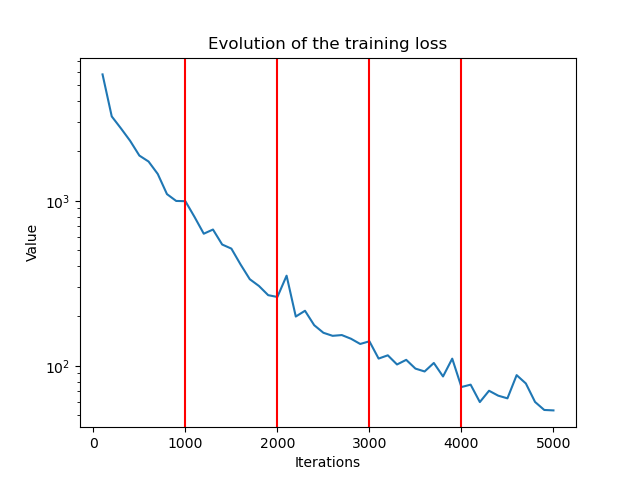 Evolution of the training loss
Value
10³
10²
0 1000 2000 3000 4000 5000
Iterations